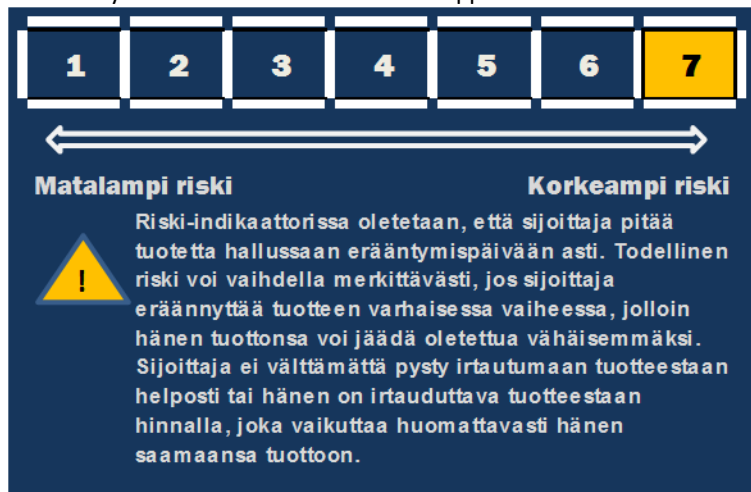 1 2 3 4 5 6 7
Matalampi riski Korkeampi riski
Riski-indikaattorissa oletetaan, että sijoittaja pitää
tuotetta hallussaan erääntymispäivään asti. Todellinen
! riski voi vaihdella merkittävästi, jos sijoittaja
eräännyttää tuotteen varhaisessa vaiheessa, jolloin
hänen tuottonsa voi jäädä oletettua vähäisemmäksi.
Sijoittaja ei välttämättä pysty irtautumaan tuotteestaan
helposti tai hänen on irtauduttava tuotteestaan
hinnalla, joka vaikuttaa huomattavasti hänen
saamaansa tuottoon.